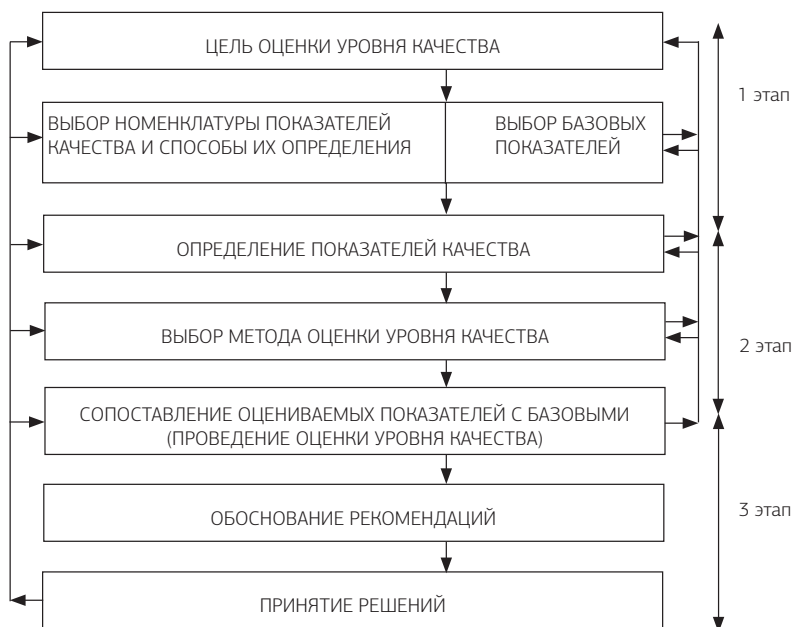 ЦЕЛЬ ОЦЕНКИ УРОВНЯ КАЧЕСТВА
1 этап
ВЫБОР НОМЕНКЛАТУРЫ ПОКАЗАТЕЛЕЙ
КАЧЕСТВА И СПОСОБЫ ИХ ОПРЕДЕЛЕНИЯ
ВЫБОР БАЗОВЫХ
ПОКАЗАТЕЛЕЙ
ОПРЕДЕЛЕНИЕ ПОКАЗАТЕЛЕЙ КАЧЕСТВА
ВЫБОР МЕТОДА ОЦЕНКИ УРОВНЯ КАЧЕСТВА
2 этап
СОПОСТАВЛЕНИЕ ОЦЕНИВАЕМЫХ ПОКАЗАТЕЛЕЙ С БАЗОВЫМИ
(ПРОВЕДЕНИЕ ОЦЕНКИ УРОВНЯ КАЧЕСТВА)
ОБОСНОВАНИЕ РЕКОМЕНДАЦИЙ
3 этап
ПРИНЯТИЕ РЕШЕНИЙ